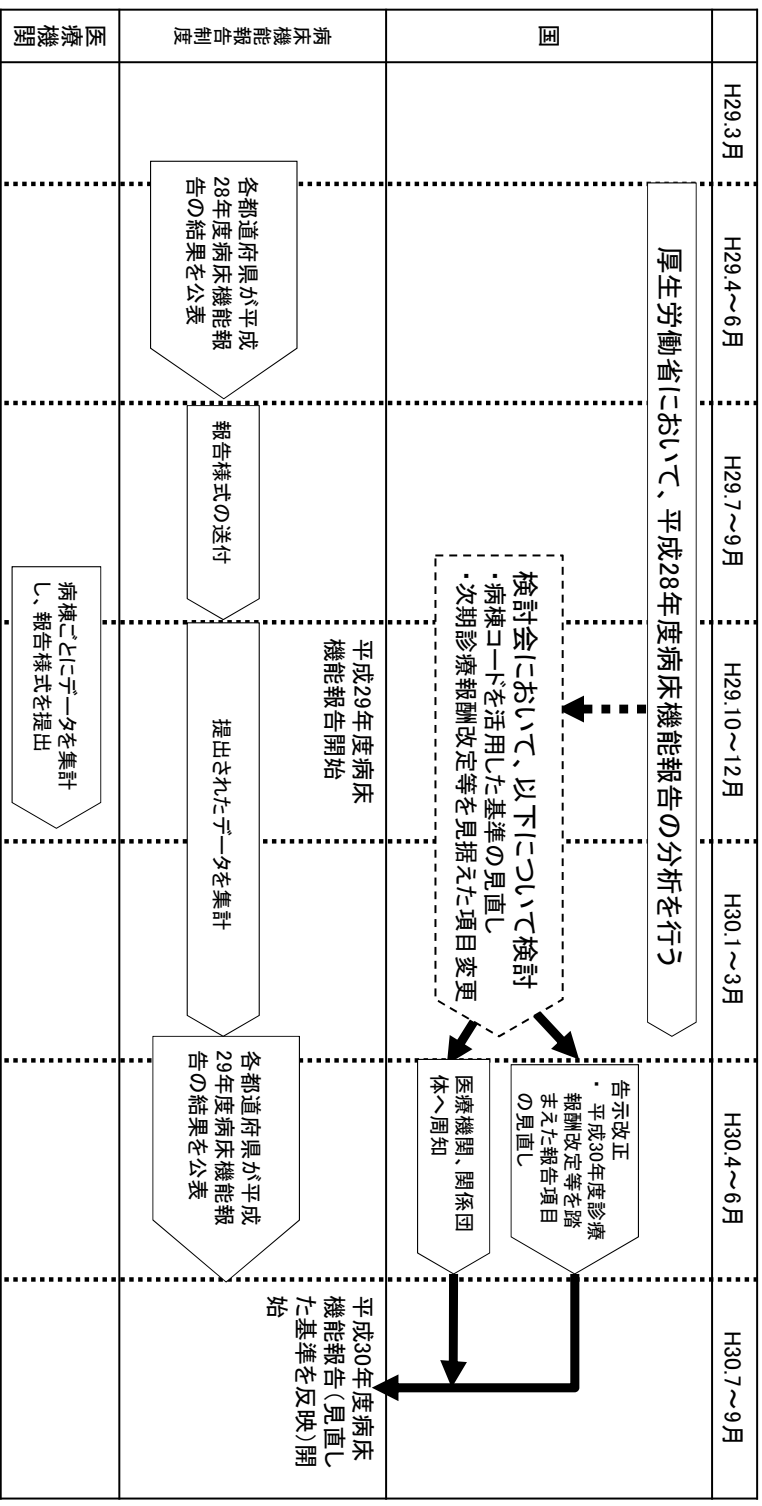 H29.3月
H29.4～6月
H29.7～9月
H29.10～12月
H30.1～3月
H30.4～6月
H30.7～9月
国
厚生労働省において、平成28年度病床機能報告の分析を行う
検討会において、以下について検討
・病棟コードを活用した基準の見直し
・次期診療報酬改定等を見据えた項目変更
告示改正
・ 平成30年度診療
報酬改定等を踏
まえた報告項目
の見直し
医療機関、関係団
体へ周知
病床機能報告制
度
各都道府県が平成
28年度病床機能報
告の結果を公表
報告様式の送付
平成29年度病床
機能報告開始
提出されたデータを集計
各都道府県が平成
29年度病床機能報
告の結果を公表
平成30年度病床
機能報告（見直し
た基準を反映）開
始
医療機
関
病棟ごとにデータを集計
し、報告様式を提出